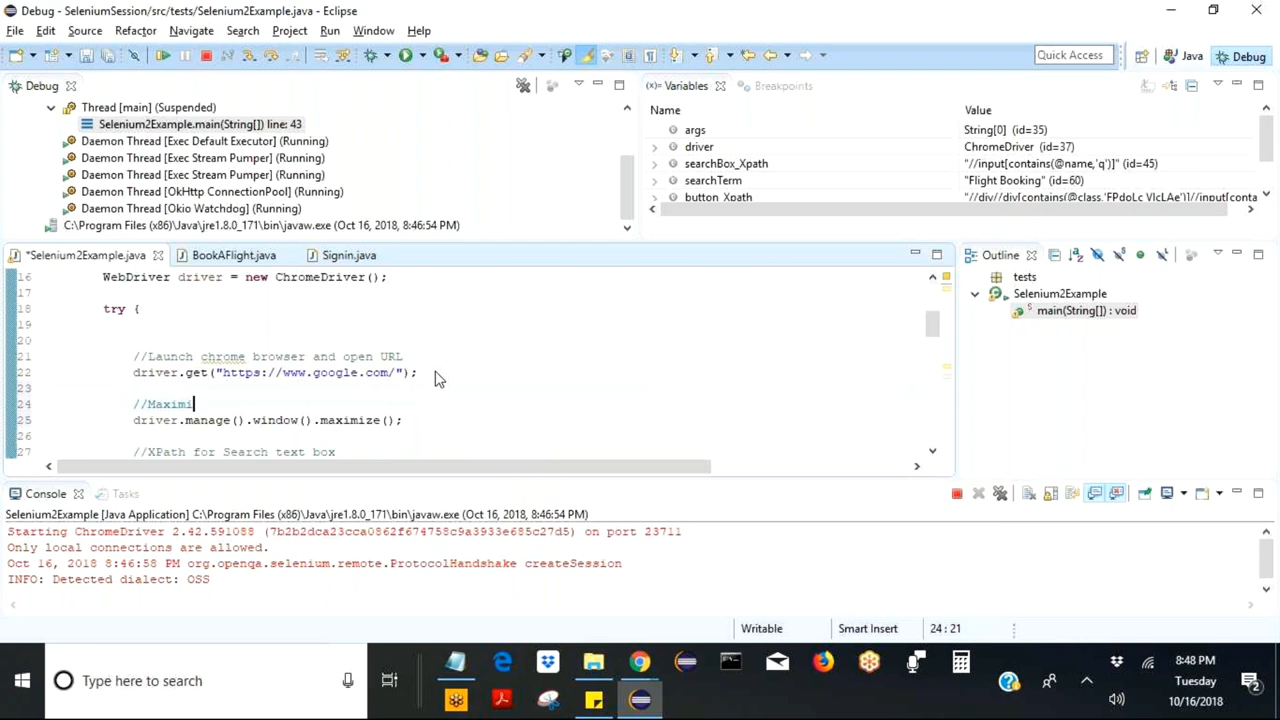 Debug - SeleniumSession/src/tests/Selenium2Example.java - Eclipse
File Edit Source Refactor Navigate Search Project Run Window Help
Quick Access
Java
Debug
Debug
Thread [main] (Suspended)
Selenium2Example.main(String[]) line: 43
Daemon Thread [Exec Default Executor] (Running)
Daemon Thread [Exec Stream Pumper] (Running)
Daemon Thread [Exec Stream Pumper] (Running)
Daemon Thread [OkHttp ConnectionPool] (Running)
Daemon Thread [Okio Watchdog] (Running)
C:\Program Files (x86)\Java\jre1.8.0_171\bin\javaw.exe (Oct 16, 2018, 8:46:54 PM)
(x)= Variables Breakpoints
Name Value
args String[0] (id=35)
driver ChromeDriver (id=37)
searchBox_Xpath "//input[contains(@name,'q')]" (id=45)
searchTerm "Flight Booking" (id=60)
button_Xpath "//div//div[contains(@class,'FPdoLc VlcLAe')]//input[conta
*Selenium2Example.java BookAFlight.java Signin.java
16 WebDriver driver = new ChromeDriver();
17
18 try {
19
20
21 //Launch chrome browser and open URL
22 driver.get("https://www.google.com/");
23
24 //Maximi
25 driver.manage().window().maximize();
26
27 //XPath for Search text box
Outline
tests
Selenium2Example
main(String[]) : void
Console Tasks
Selenium2Example [Java Application] C:\Program Files (x86)\Java\jre1.8.0_171\bin\javaw.exe (Oct 16, 2018, 8:46:54 PM)
Starting ChromeDriver 2.42.591088 (7b2b2dca23cca0862f674758c9a3933e685c27d5) on port 23711
Only local connections are allowed.
Oct 16, 2018 8:46:58 PM org.openqa.selenium.remote.ProtocolHandshake createSession
INFO: Detected dialect: OSS
Writable Smart Insert 24 : 21
Type here to search
8:48 PM
Tuesday
10/16/2018
2